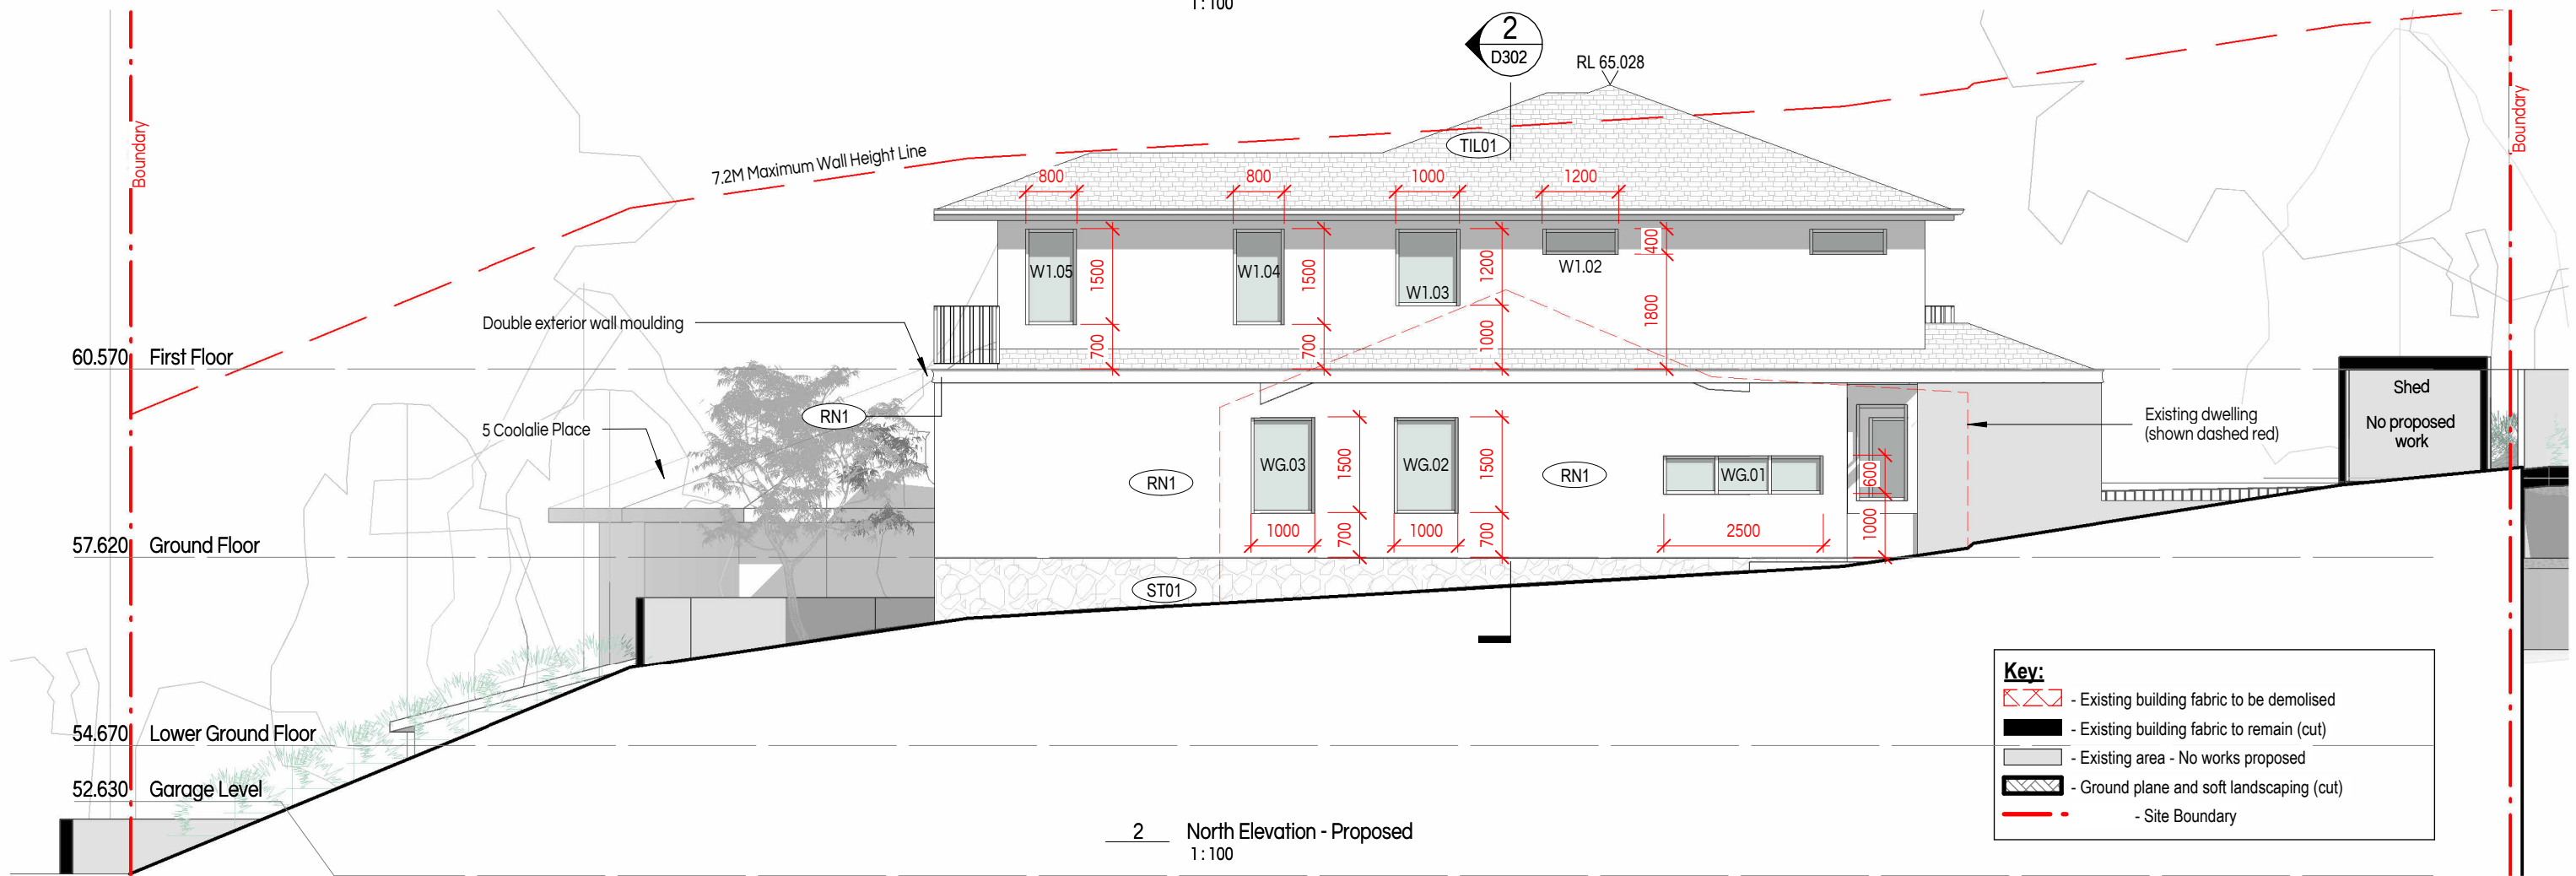 1 : 100
2
D302
RL 65.028
Boundary
Boundary
7.2M Maximum Wall Height Line
TIL01
800
800
1000
1200
W1.05
1500
W1.04
1500
W1.03
1200
W1.02
400
1800
700
700
1000
Double exterior wall moulding
60.570 First Floor
RN1
5 Coolalie Place
Shed
No proposed
work
Existing dwelling
(shown dashed red)
WG.03
1500
WG.02
1500
WG.01
600
RN1
RN1
1000
700
1000
700
2500
1000
57.620 Ground Floor
ST01
54.670 Lower Ground Floor
52.630 Garage Level
Key:
- Existing building fabric to be demolised
- Existing building fabric to remain (cut)
- Existing area - No works proposed
- Ground plane and soft landscaping (cut)
- Site Boundary
2 North Elevation - Proposed
1 : 100